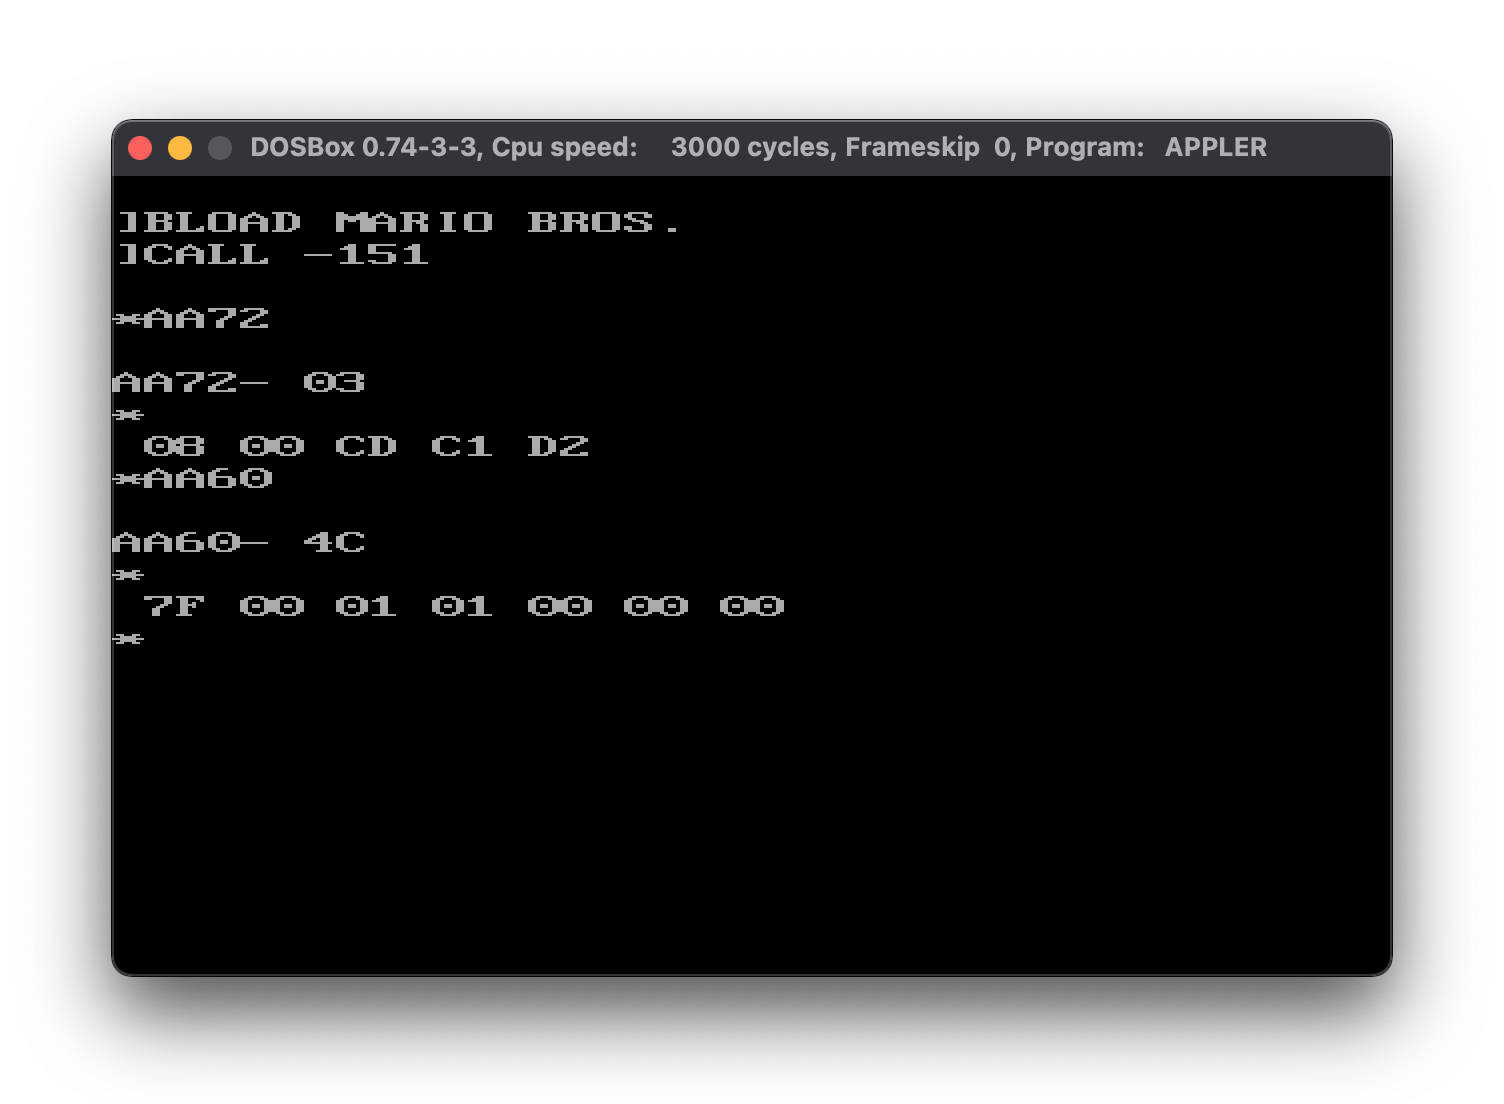 DOSBox 0.74-3-3, Cpu speed: 3000 cycles, Frameskip 0, Program: APPLER
]BLOAD MARIO BROS.
]CALL -151
*AA72
AA72- 03
*
08 00 CD C1 D2
*AA60
AA60- 4C
*
7F 00 01 01 00 00 00
*